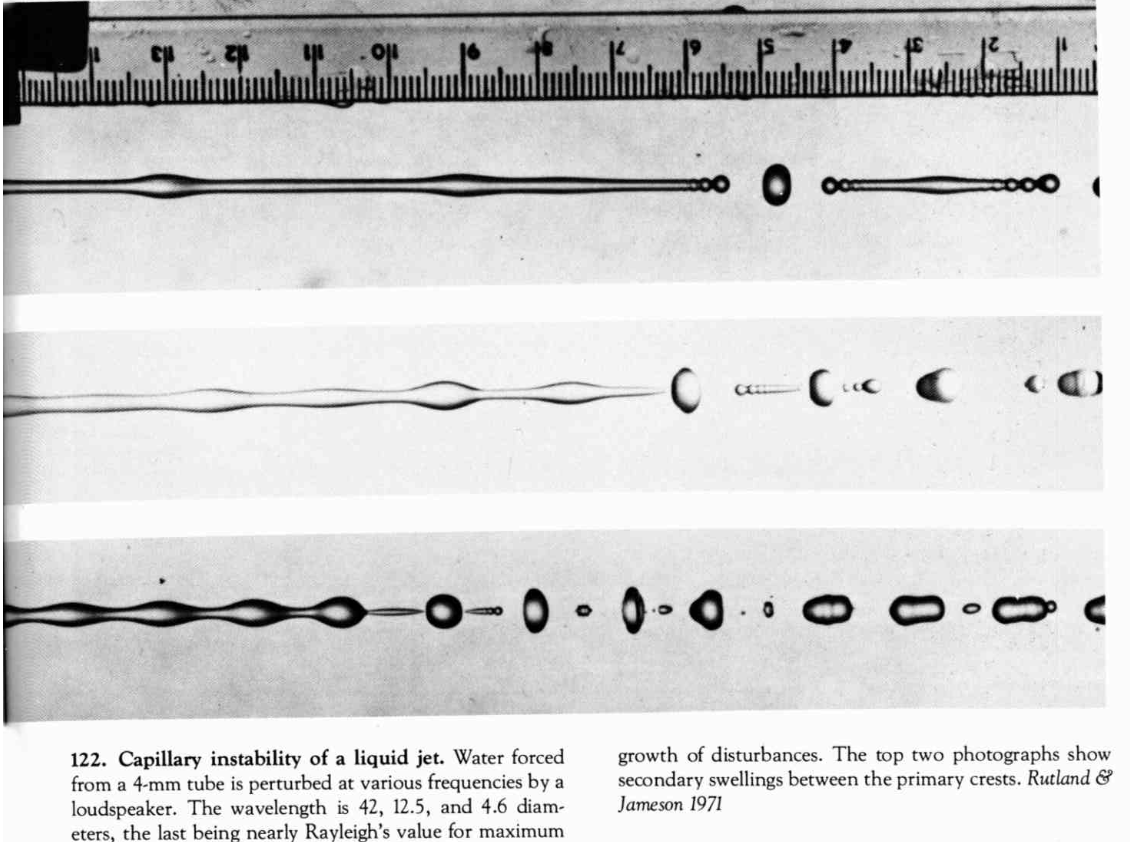 13 12 11 10 9 8 7 6 5 4 3 2 1
122. Capillary instability of a liquid jet. Water forced
from a 4-mm tube is perturbed at various frequencies by a
loudspeaker. The wavelength is 42, 12.5, and 4.6 diam-
eters, the last being nearly Rayleigh's value for maximum
growth of disturbances. The top two photographs show
secondary swellings between the primary crests. Rutland &
Jameson 1971